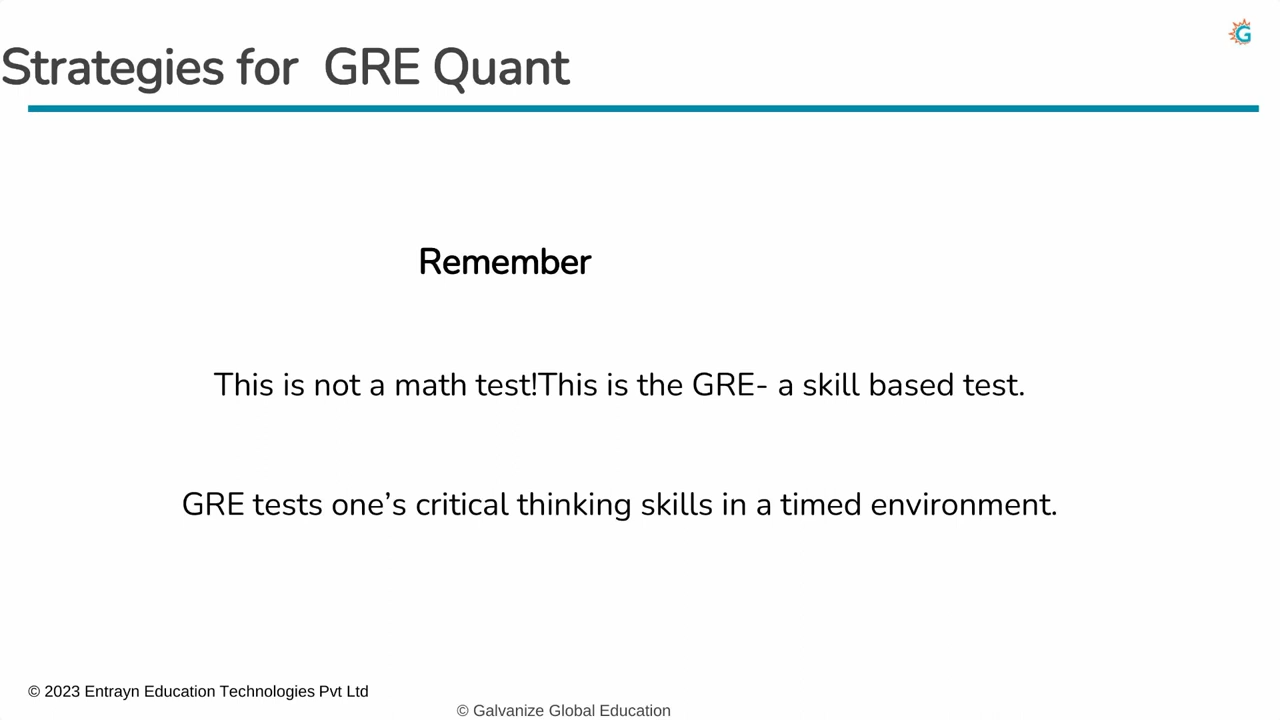 G
Strategies for  GRE Quant
Remember
This is not a math test!This is the GRE- a skill based test.
GRE tests one’s critical thinking skills in a timed environment.
© 2023 Entrayn Education Technologies Pvt Ltd
© Galvanize Global Education